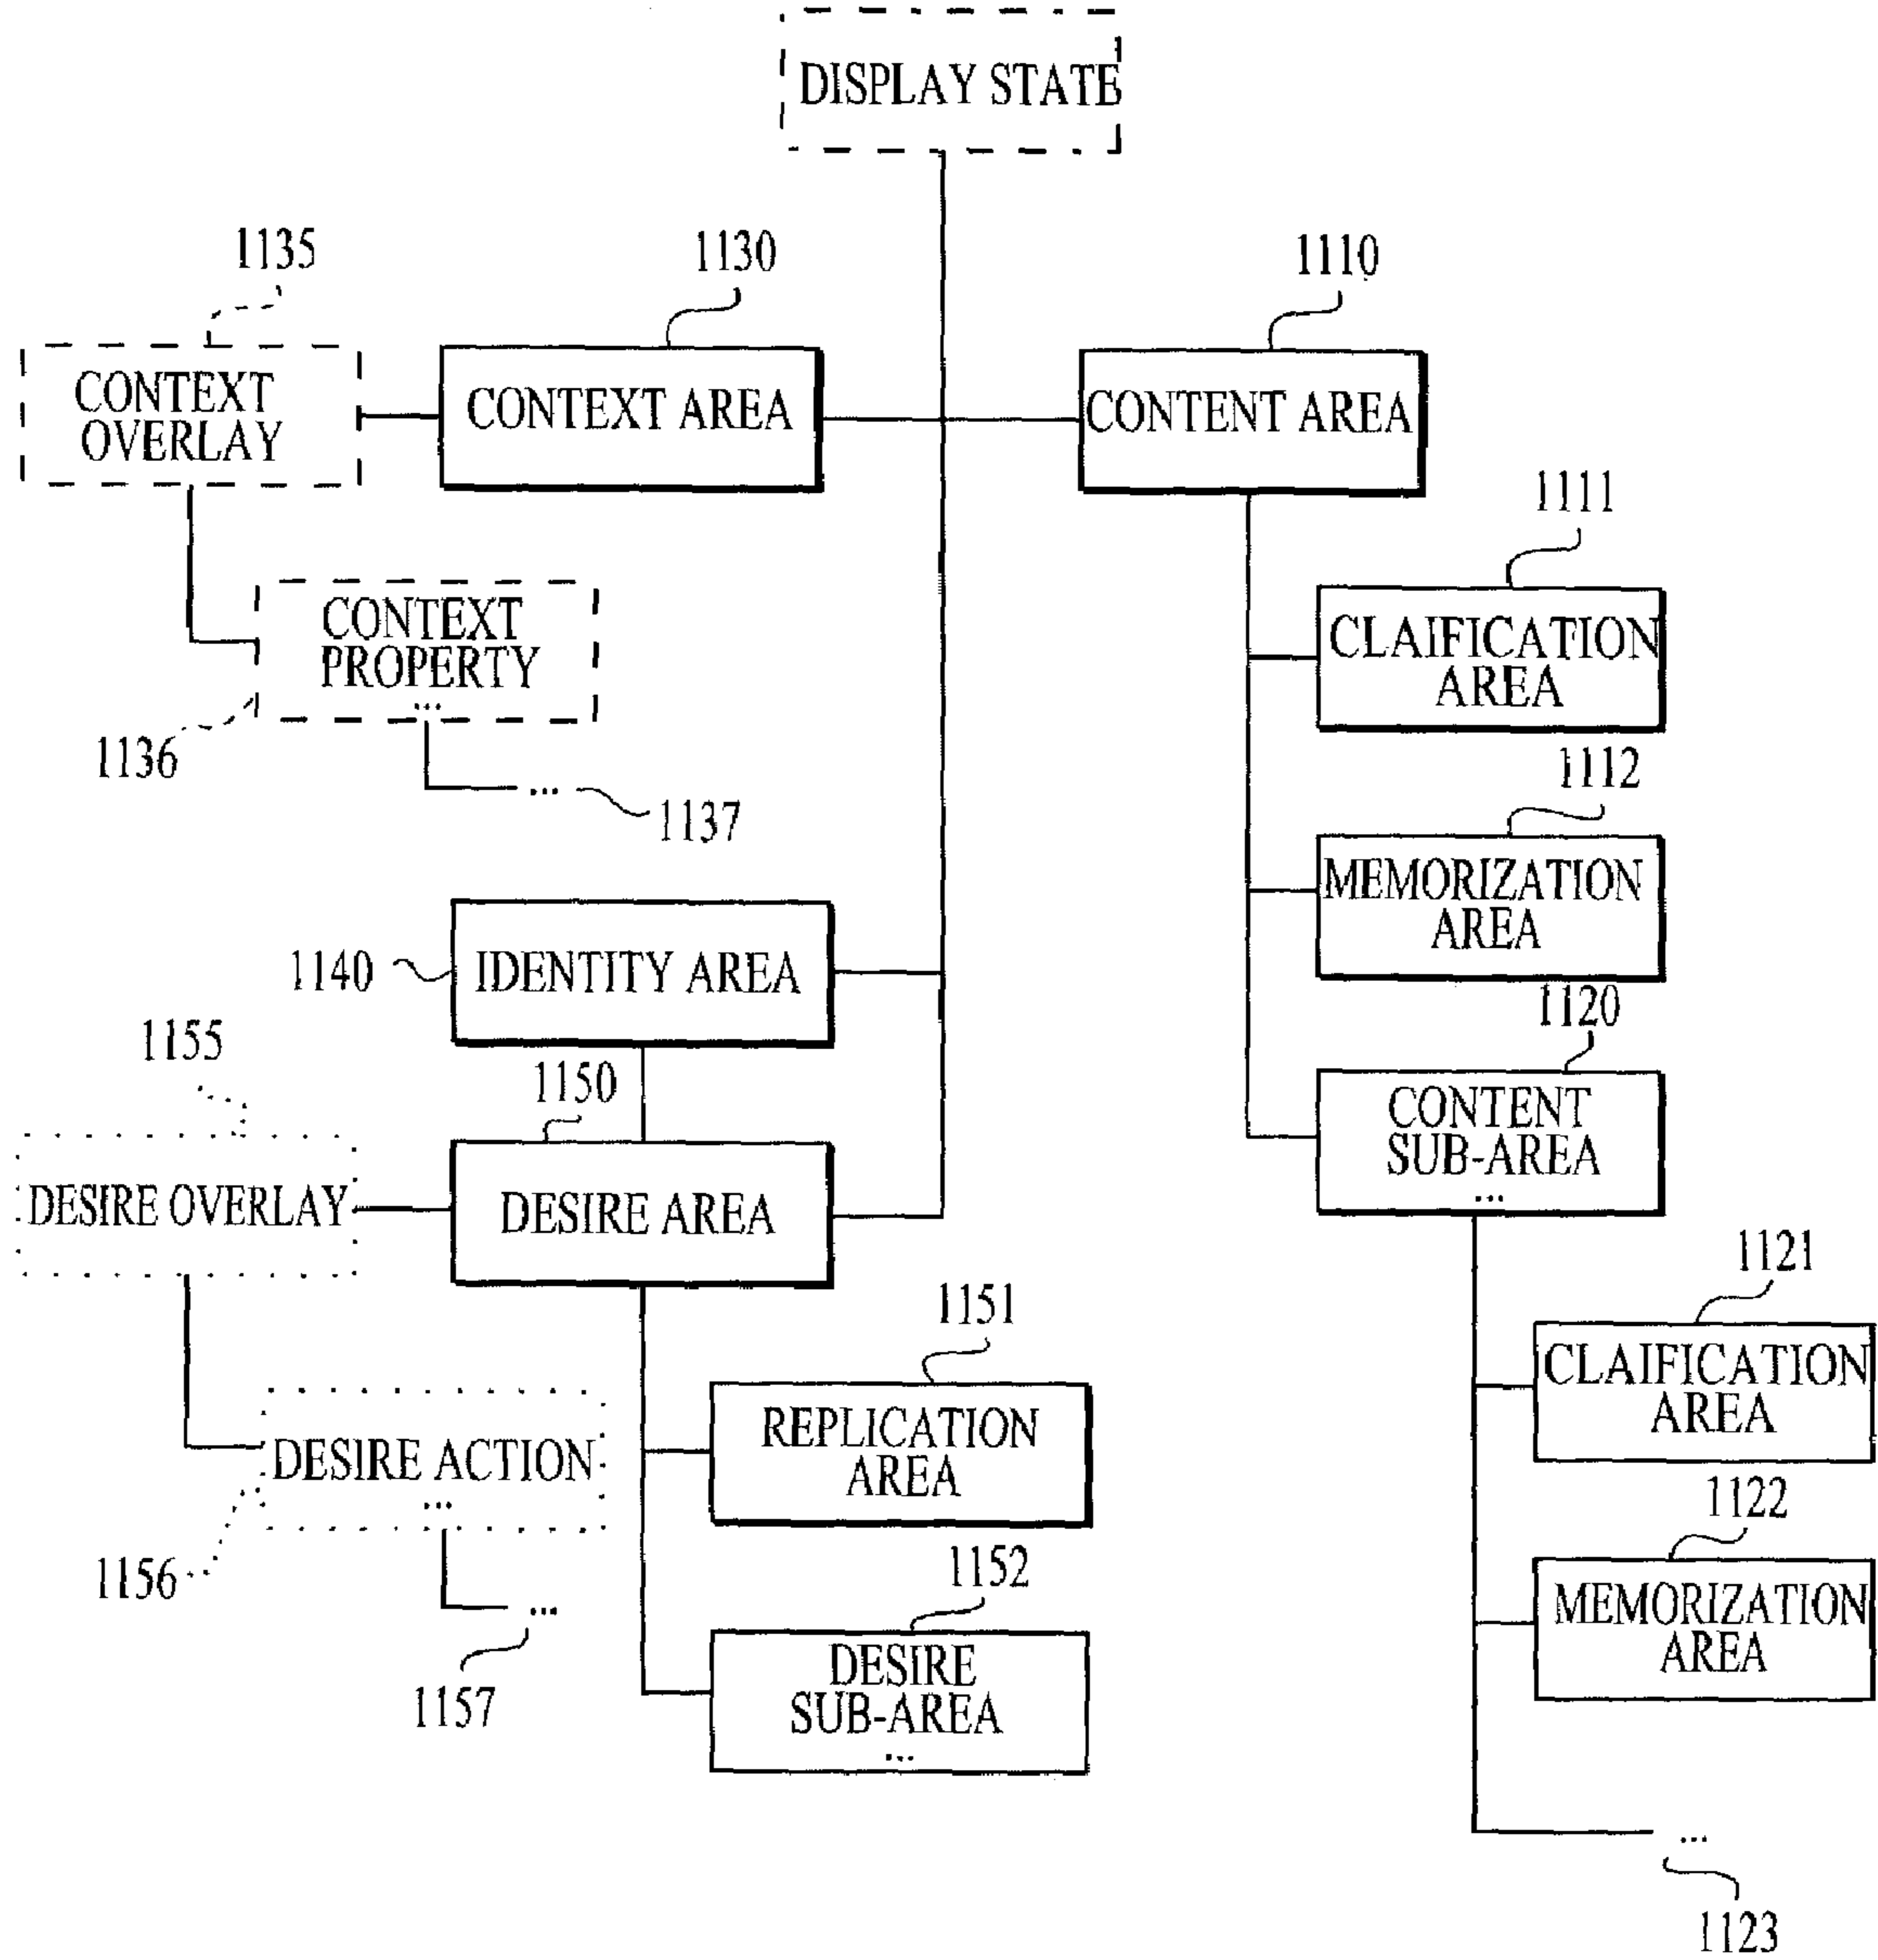 DISPLAY STATE
1135
1130
1110
CONTEXT
OVERLAY
CONTEXT AREA
CONTENT AREA
1111
CONTEXT
PROPERTY
...
CLAIFICATION
AREA
1136
1137
...
1112
MEMORIZATION
AREA
1140
IDENTITY AREA
1120
1155
1150
CONTENT
SUB-AREA
...
DESIRE OVERLAY
DESIRE AREA
1121
1151
CLAIFICATION
AREA
REPLICATION
AREA
DESIRE ACTION
...
1122
1156
1152
...
MEMORIZATION
AREA
1157
DESIRE
SUB-AREA
...
...
1123